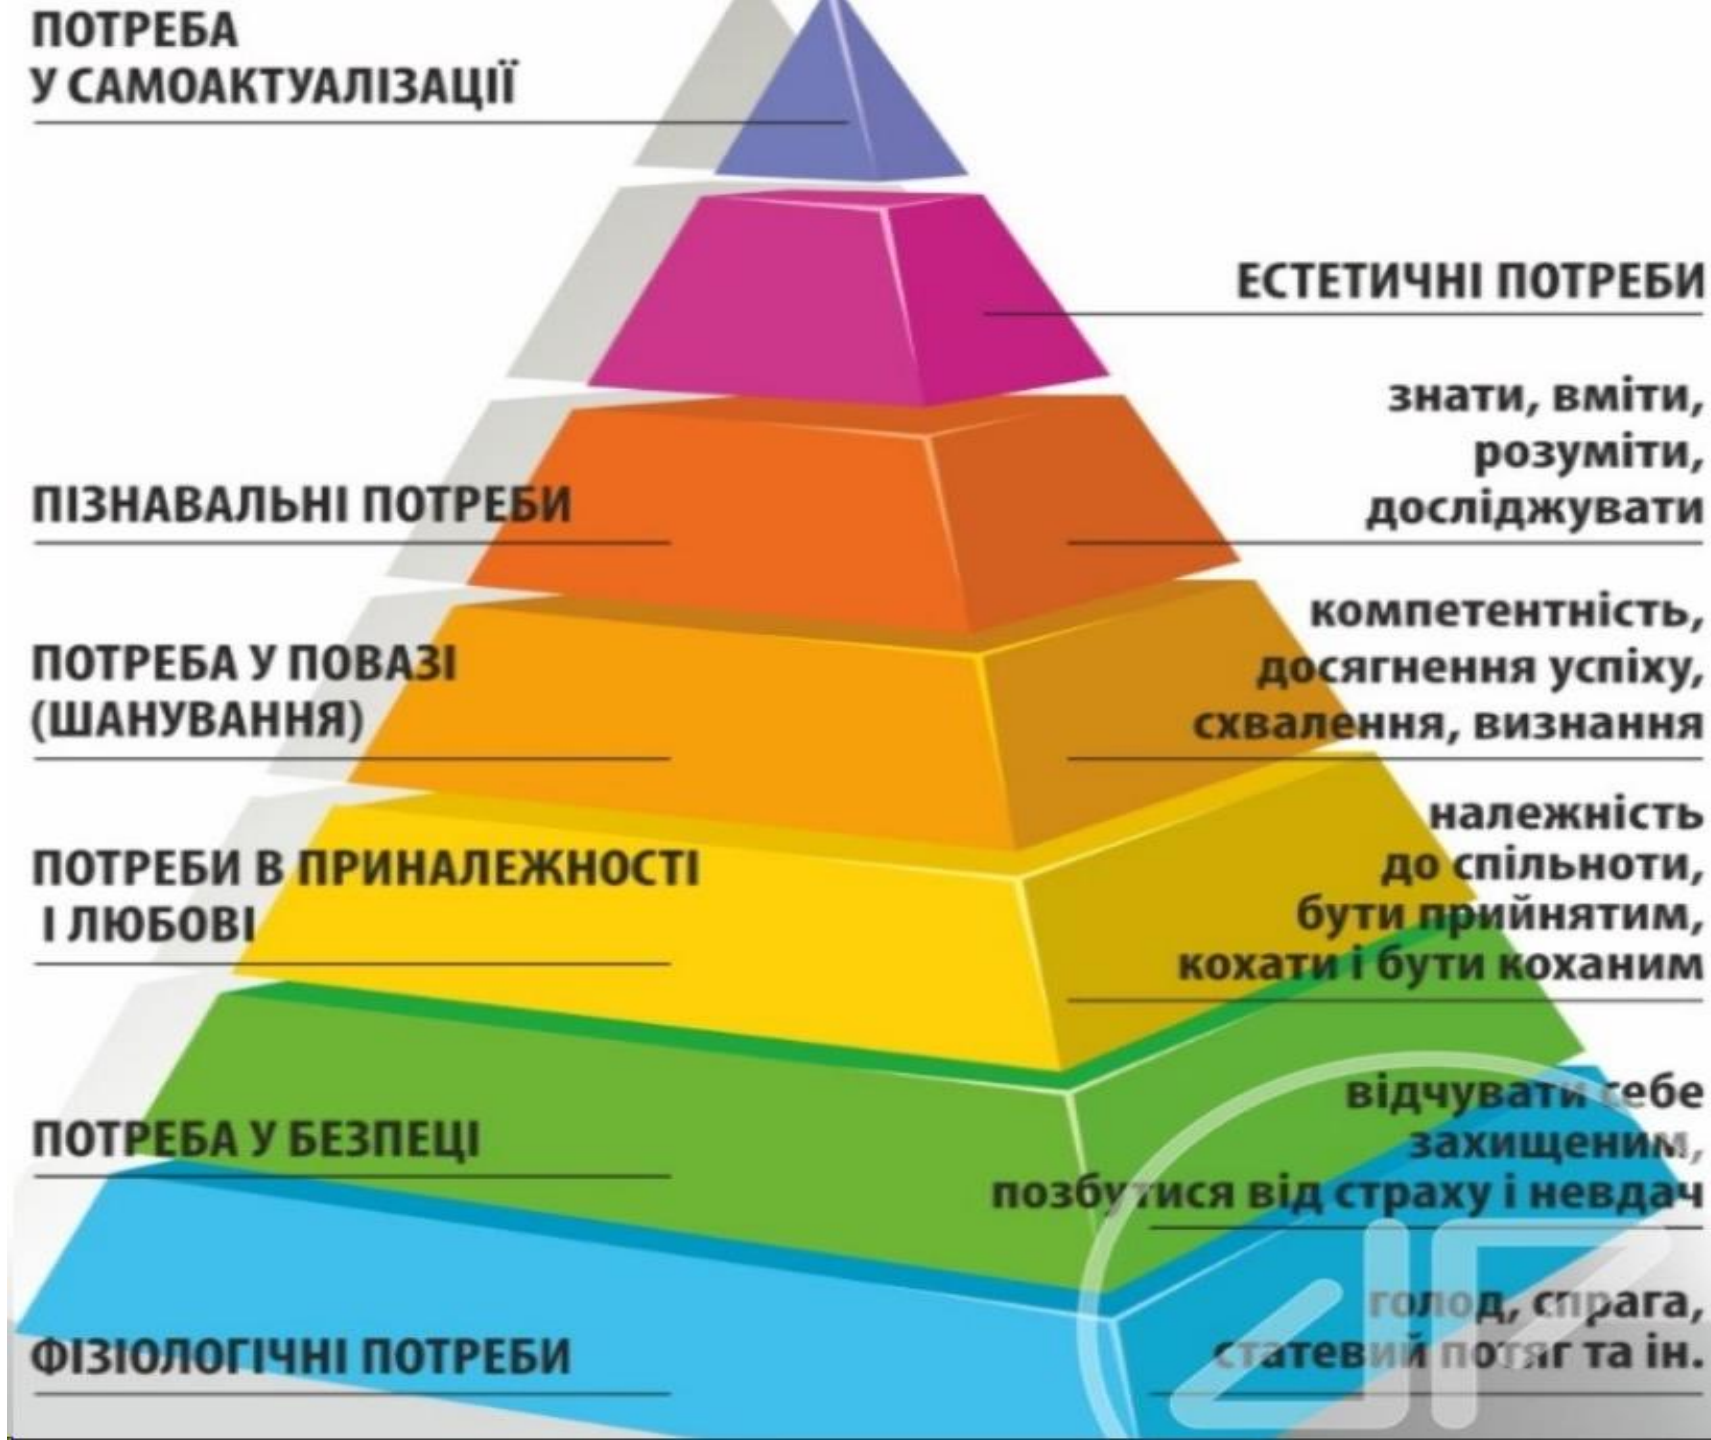 ПОТРЕБА
У САМОАКТУАЛІЗАЦІЇ
ЕСТЕТИЧНІ ПОТРЕБИ
ПІЗНАВАЛЬНІ ПОТРЕБИ
знати, вміти,
розуміти,
досліджувати
ПОТРЕБА У ПОВАЗІ
(ШАНУВАННЯ)
компетентність,
досягнення успіху,
схвалення, визнання
ПОТРЕБИ В ПРИНАЛЕЖНОСТІ
І ЛЮБОВІ
належність
до спільноти,
бути прийнятим,
кохати і бути коханим
ПОТРЕБА У БЕЗПЕЦІ
відчувати себе
захищеним,
позбутися від страху і невдач
ФІЗІОЛОГІЧНІ ПОТРЕБИ
голод, спрага,
статевий потяг та ін.